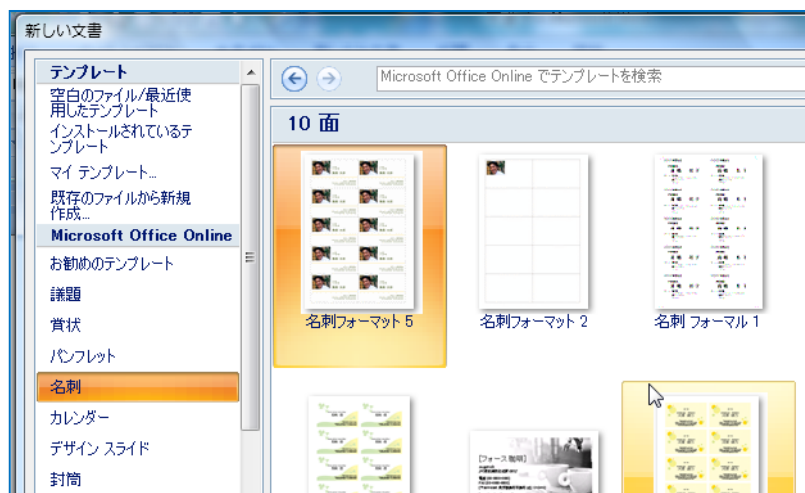 新しい文書
テンプレート
空白のファイル/最近使
用したテンプレート
インストールされているテ
ンプレート
マイ テンプレート...
既存のファイルから新規
作成...
Microsoft Office Online
お勧めのテンプレート
議題
賞状
パンフレット
名刺
カレンダー
デザイン スライド
封筒
Microsoft Office Online でテンプレートを検索
10 面
名刺フォーマット 5
名刺フォーマット 2
名刺 フォーマル 1
[フォース珈琲]